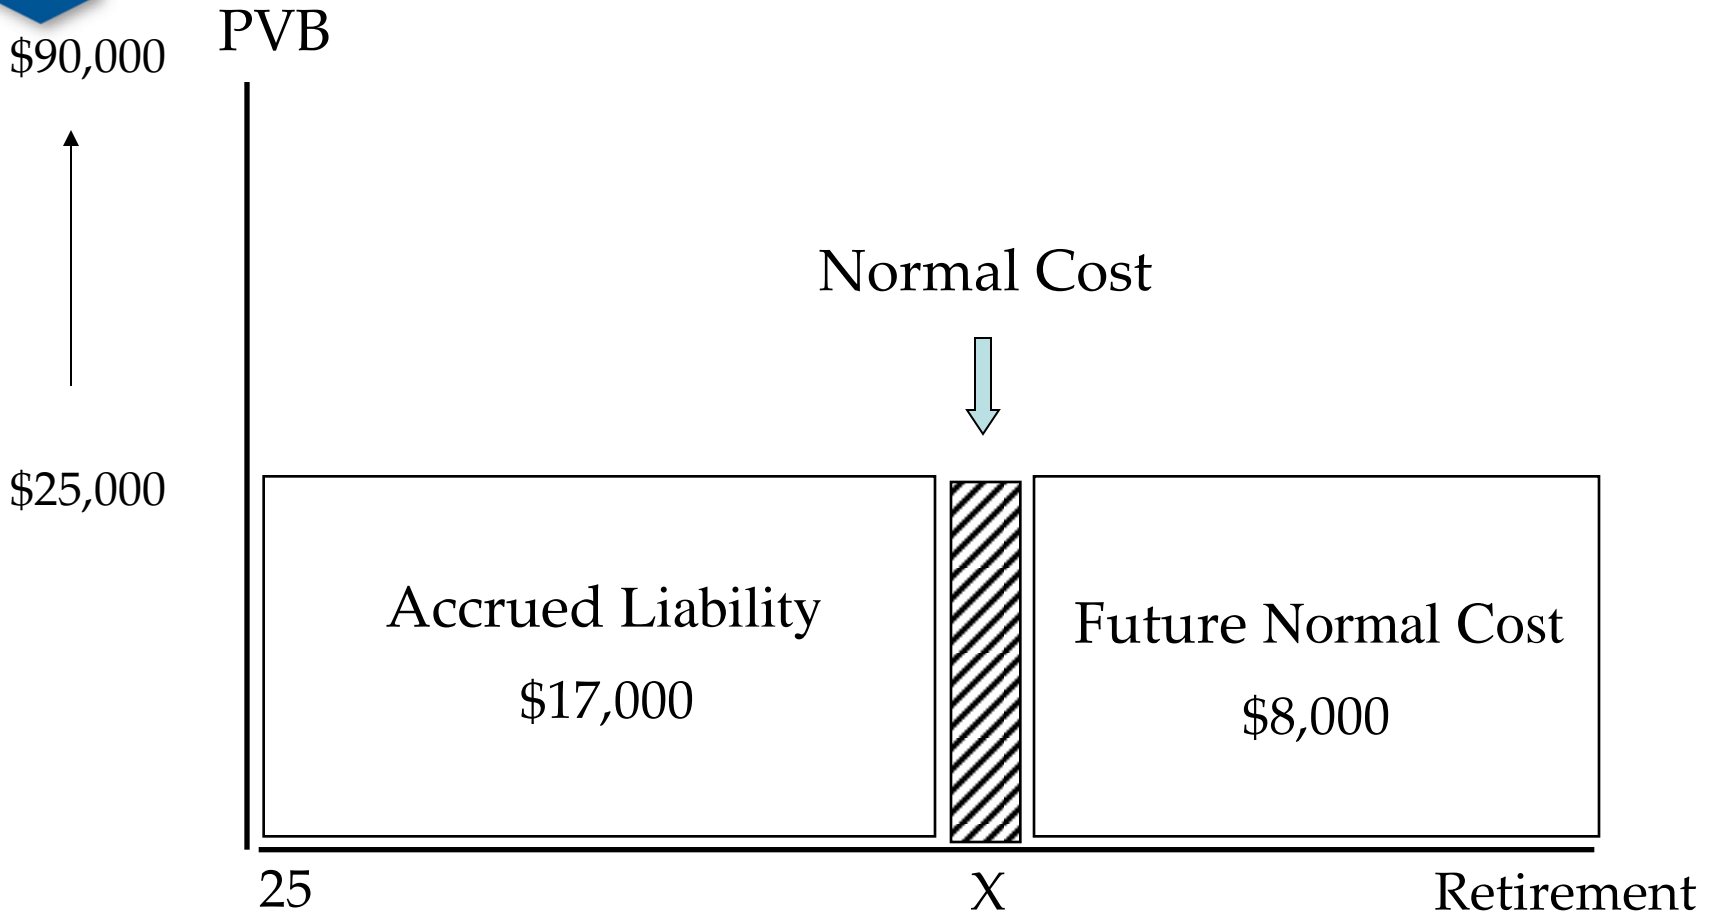 PVB
$90,000
Normal Cost
$25,000
Accrued Liability
$17,000
Future Normal Cost
$8,000
25
X
Retirement